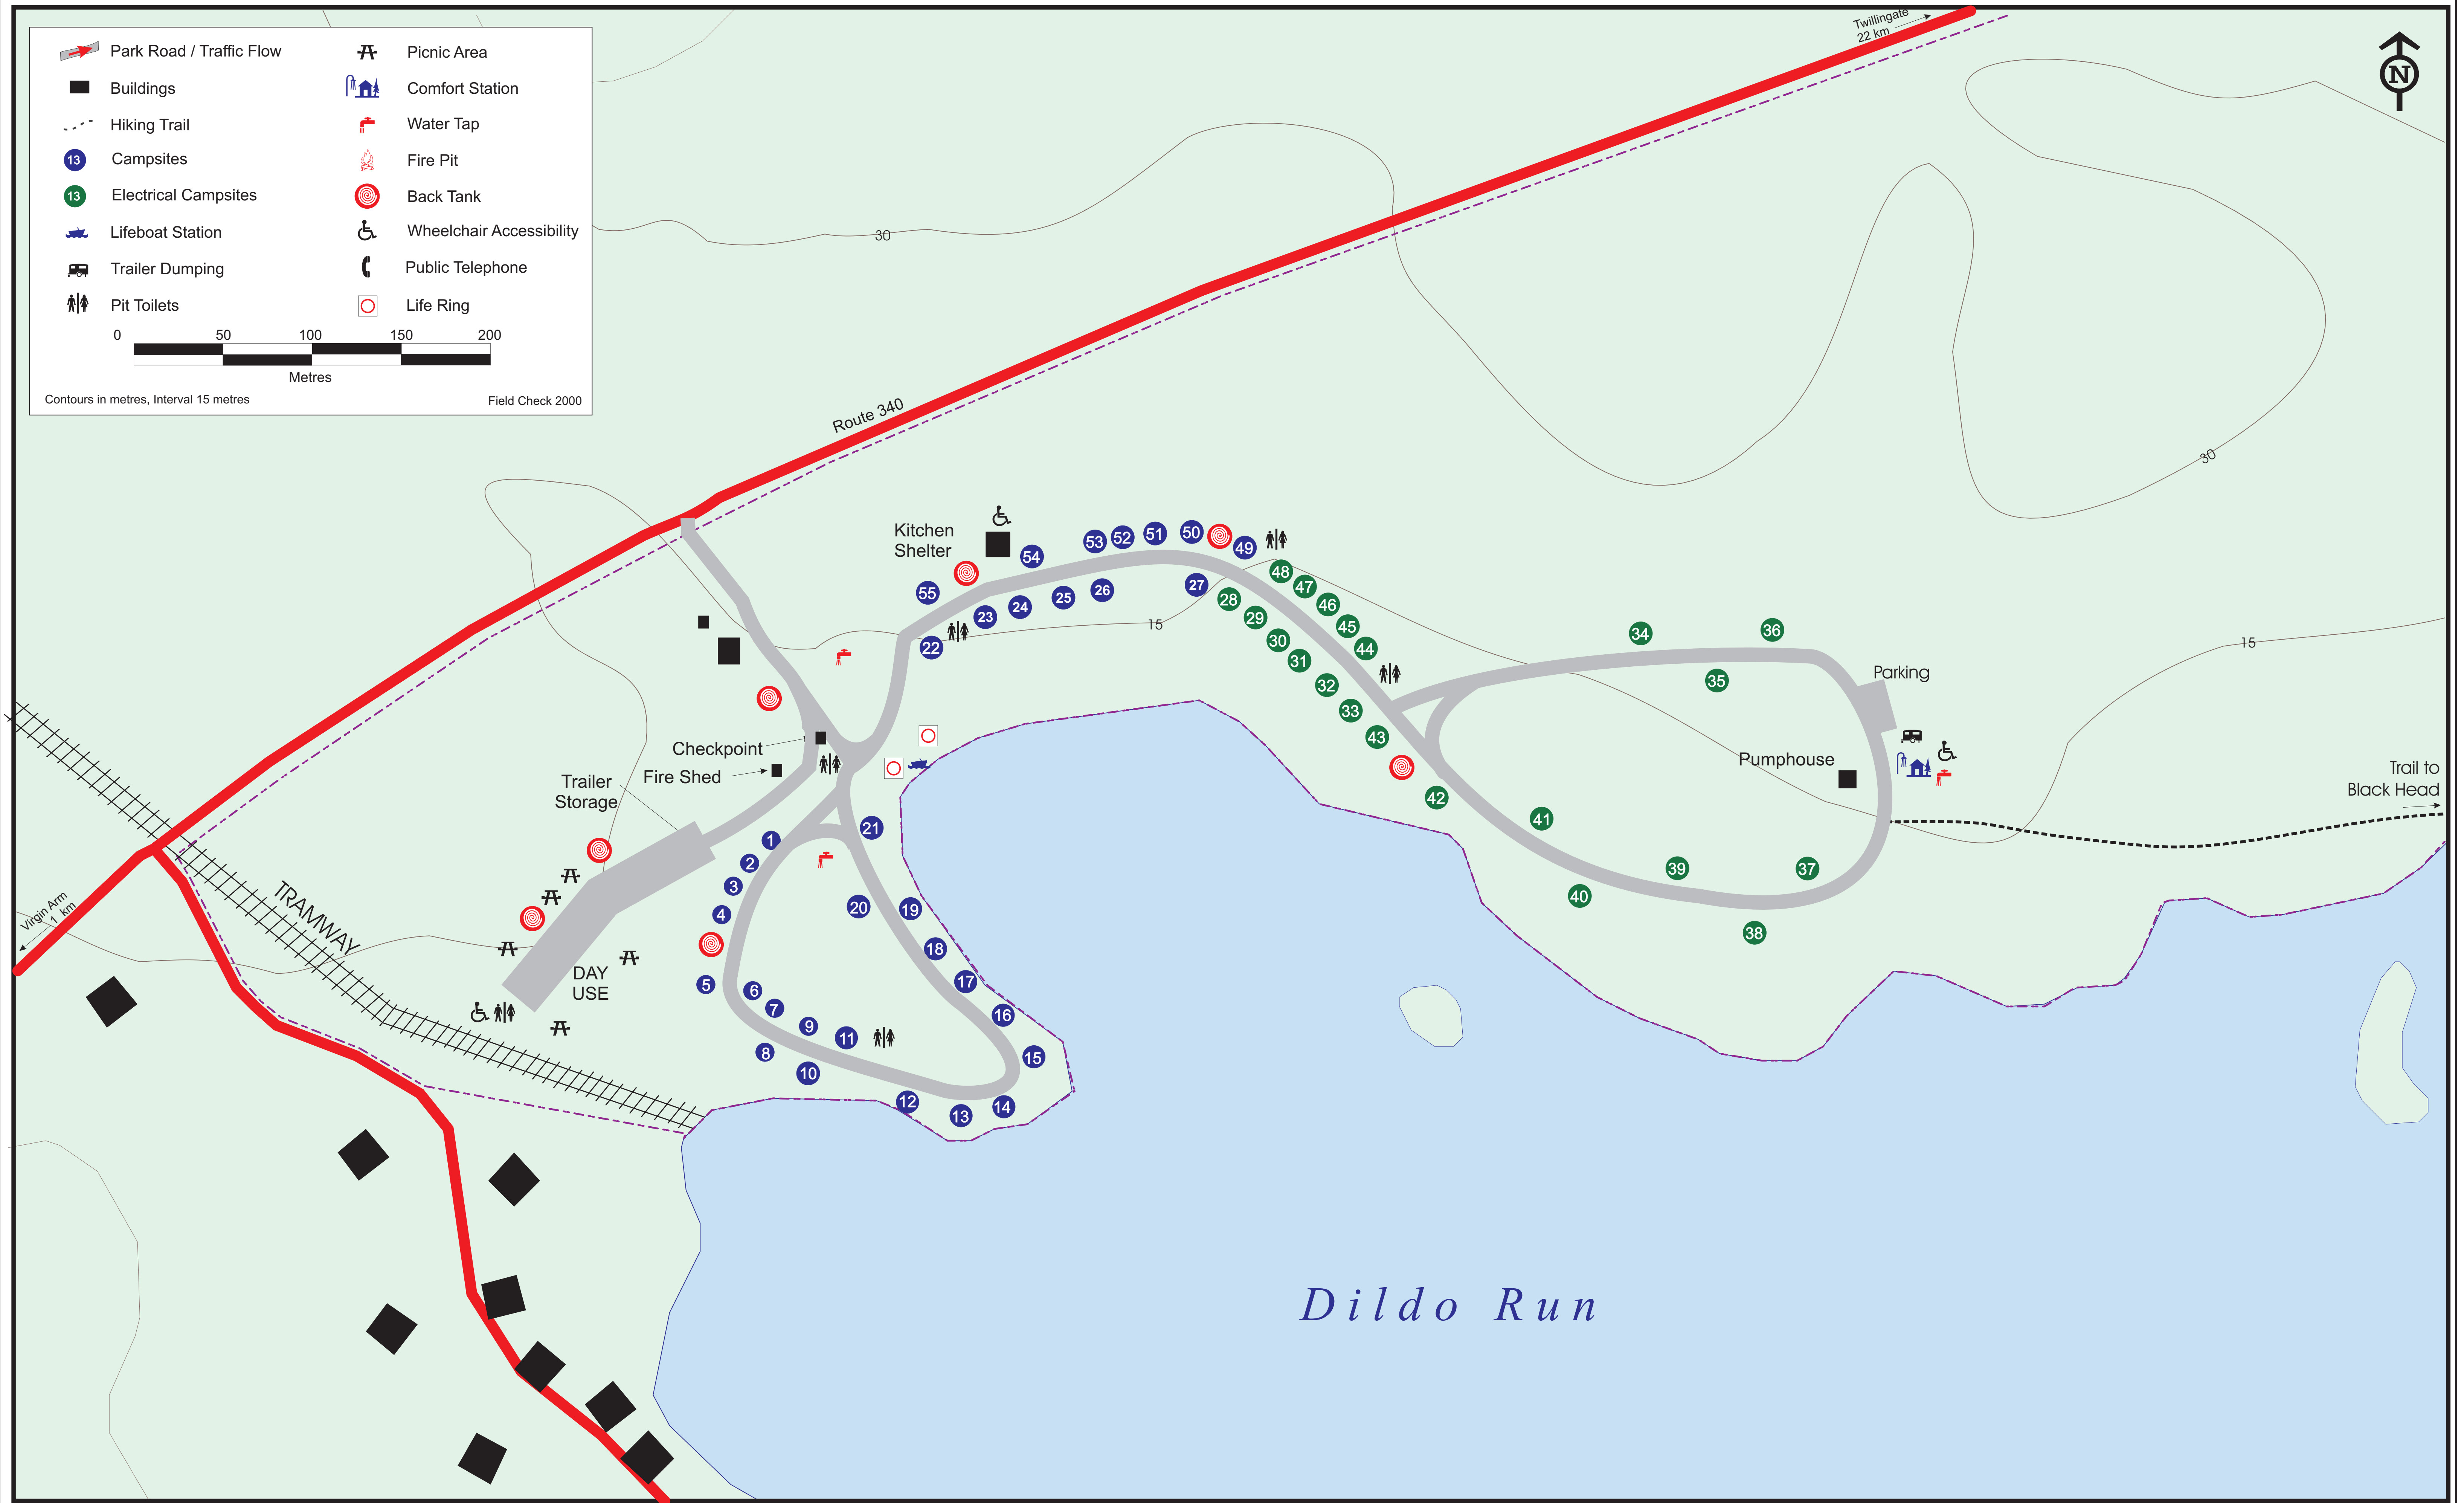 Park Road / Traffic Flow
Buildings
Hiking Trail
13 Campsites
13 Electrical Campsites
Lifeboat Station
Trailer Dumping
Pit Toilets
Picnic Area
Comfort Station
Water Tap
Fire Pit
Back Tank
Wheelchair Accessibility
Public Telephone
Life Ring
0 50 100 150 200
Metres
Contours in metres, Interval 15 metres
Field Check 2000
Twillingate
22 km
N
30
Route 340
30
Kitchen
Shelter
54
53
52
51
50
49
55
48
47
46
45
44
22
23
24
25
26
27
28
29
30
31
32
33
43
42
15
15
34
36
35
Parking
Pumphouse
Trail to
Black Head
41
39
37
40
38
Checkpoint
Fire Shed
Trailer
Storage
1
2
3
4
5
6
7
8
9
10
11
12
13
14
15
16
17
18
19
20
21
DAY
USE
TRAMWAY
Virgin Arm
1 km
Dildo Run